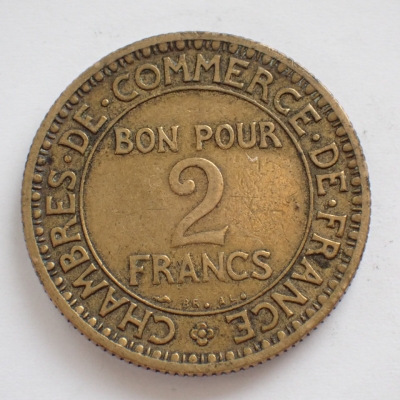 CHAMBRES·DE·COMMERCE·DE·FRANCE
BON POUR
2
FRANCS